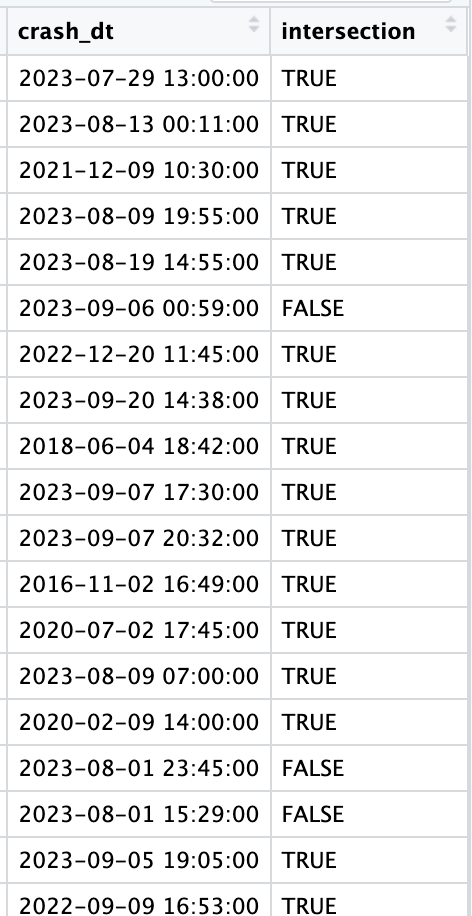 crash_dt intersection
2023-07-29 13:00:00 TRUE
2023-08-13 00:11:00 TRUE
2021-12-09 10:30:00 TRUE
2023-08-09 19:55:00 TRUE
2023-08-19 14:55:00 TRUE
2023-09-06 00:59:00 FALSE
2022-12-20 11:45:00 TRUE
2023-09-20 14:38:00 TRUE
2018-06-04 18:42:00 TRUE
2023-09-07 17:30:00 TRUE
2023-09-07 20:32:00 TRUE
2016-11-02 16:49:00 TRUE
2020-07-02 17:45:00 TRUE
2023-08-09 07:00:00 TRUE
2020-02-09 14:00:00 TRUE
2023-08-01 23:45:00 FALSE
2023-08-01 15:29:00 FALSE
2023-09-05 19:05:00 TRUE
2022-09-09 16:53:00 TRUE